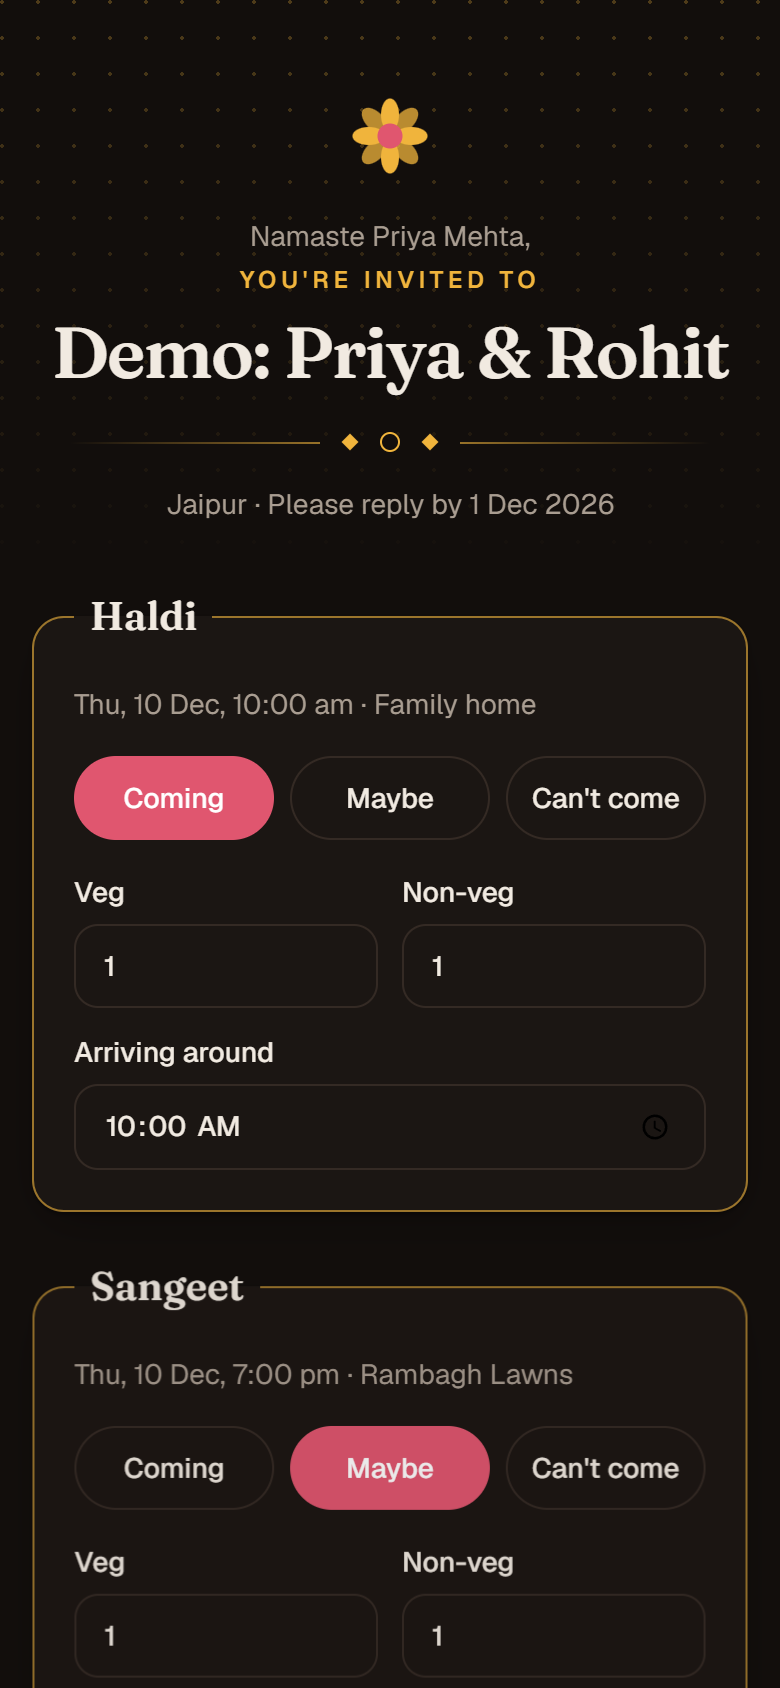 Namaste Priya Mehta,
YOU'RE INVITED TO
Demo: Priya & Rohit
Jaipur · Please reply by 1 Dec 2026
Haldi
Thu, 10 Dec, 10:00 am · Family home
Coming Maybe Can't come
Veg Non-veg
1 1
Arriving around
10:00 AM
Sangeet
Thu, 10 Dec, 7:00 pm · Rambagh Lawns
Coming Maybe Can't come
Veg Non-veg
1 1